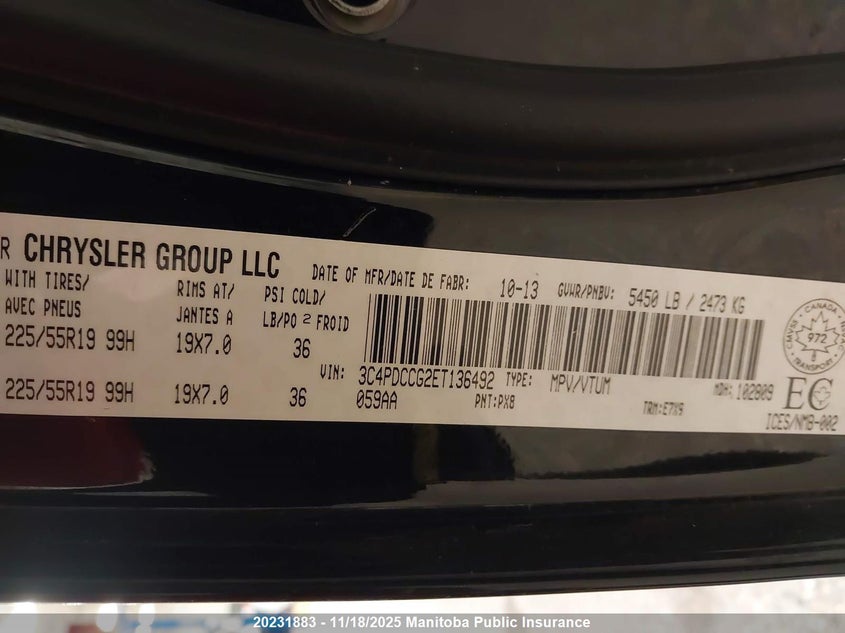 R CHRYSLER GROUP LLC DATE OF MFR/DATE DE FABR: 10-13 GVWR/PNBV: 5450 LB / 2473 KG
WITH TIRES/ RIMS AT/ PSI COLD/
AVEC PNEUS JANTES A LB/PO 2 FROID
225/55R19 99H 19X7.0 36
VIN: 3C4PDCCG2ET136492 TYPE: MPV/VTUM MDH: 102809
225/55R19 99H 19X7.0 36 059AA PNT: PX8 TRM: E7X9
CANADA
CMVSS NSVAC
972
EC
ICES/NMB-002
20231883 - 11/18/2025 Manitoba Public Insurance